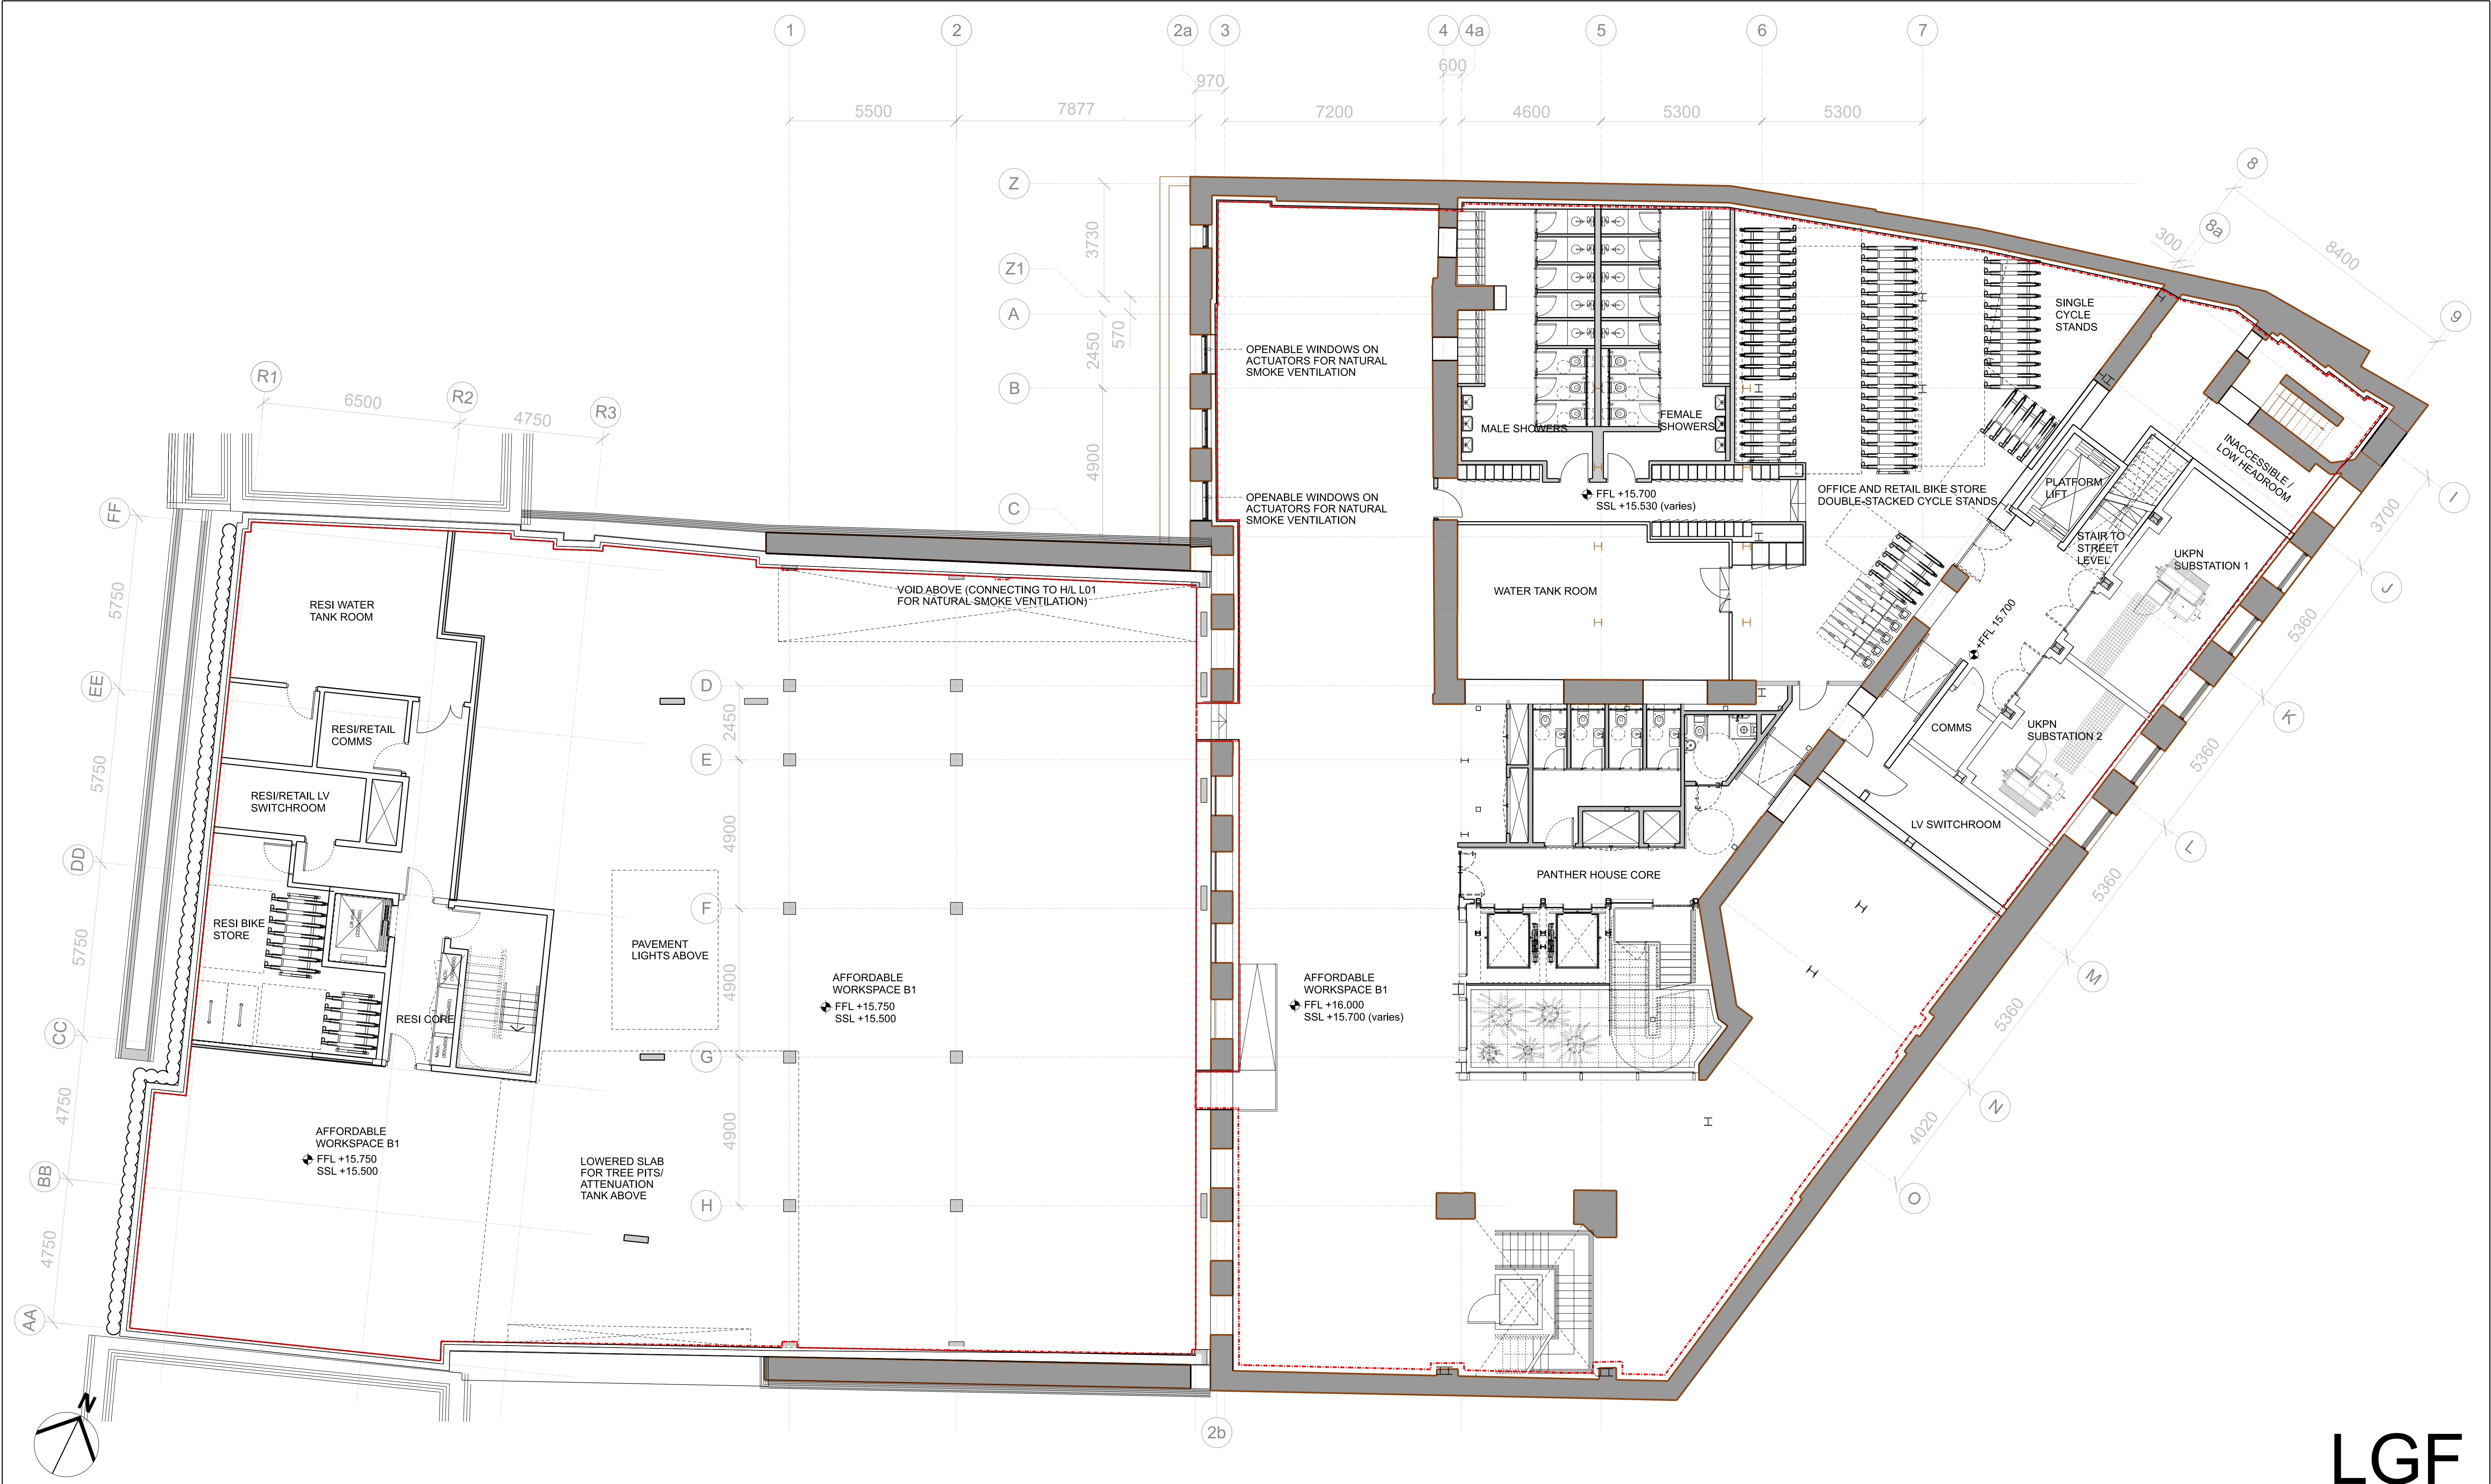 1
2
2a
3
4
4a
5
6
7
600
970
5500
7877
7200
4600
5300
5300
8
8a
9
300
8400
Z
3730
Z1
A
570
2450
B
4900
C
R1
6500
R2
4750
R3
OPENABLE WINDOWS ON
ACTUATORS FOR NATURAL
SMOKE VENTILATION
OPENABLE WINDOWS ON
ACTUATORS FOR NATURAL
SMOKE VENTILATION
MALE SHOWERS
FEMALE
SHOWERS
SINGLE
CYCLE
STANDS
FFL +15.700
SSL +15.530 (varies)
OFFICE AND RETAIL BIKE STORE
DOUBLE-STACKED CYCLE STANDS
PLATFORM
LIFT
INACCESSIBLE /
LOW HEADROOM
STAIR TO
STREET
LEVEL
UKPN
SUBSTATION 1
+FFL 15.700
WATER TANK ROOM
COMMS
UKPN
SUBSTATION 2
LV SWITCHROOM
PANTHER HOUSE CORE
I
3700
J
5360
K
5360
L
5360
M
5360
N
4020
O
FF
5750
EE
5750
DD
5750
CC
4750
BB
4750
AA
RESI WATER
TANK ROOM
VOID ABOVE (CONNECTING TO H/L L01
FOR NATURAL SMOKE VENTILATION)
RESI/RETAIL
COMMS
RESI/RETAIL LV
SWITCHROOM
RESI BIKE
STORE
RESI CORE
D
2450
E
4900
F
4900
G
4900
H
PAVEMENT
LIGHTS ABOVE
AFFORDABLE
WORKSPACE B1
FFL +15.750
SSL +15.500
AFFORDABLE
WORKSPACE B1
FFL +16.000
SSL +15.700 (varies)
AFFORDABLE
WORKSPACE B1
FFL +15.750
SSL +15.500
LOWERED SLAB
FOR TREE PITS/
ATTENUATION
TANK ABOVE
N
2b
LGF